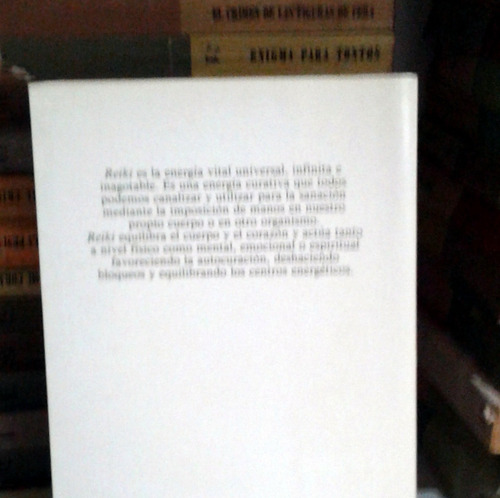 EL CRIMEN DE LAS FIGURAS DE CERA
ENIGMA PARA TONTOS
Reiki es la energía vital universal, infinita e
inagotable. Es una energía curativa que todos
podemos canalizar y utilizar para la sanación
mediante la imposición de manos en nuestro
propio cuerpo o en otro organismo.
Reiki equilibra el cuerpo y el corazón y actúa tanto
a nivel físico como mental, emocional o espiritual
favoreciendo la autocuración, deshaciendo
bloqueos y equilibrando los centros energéticos.